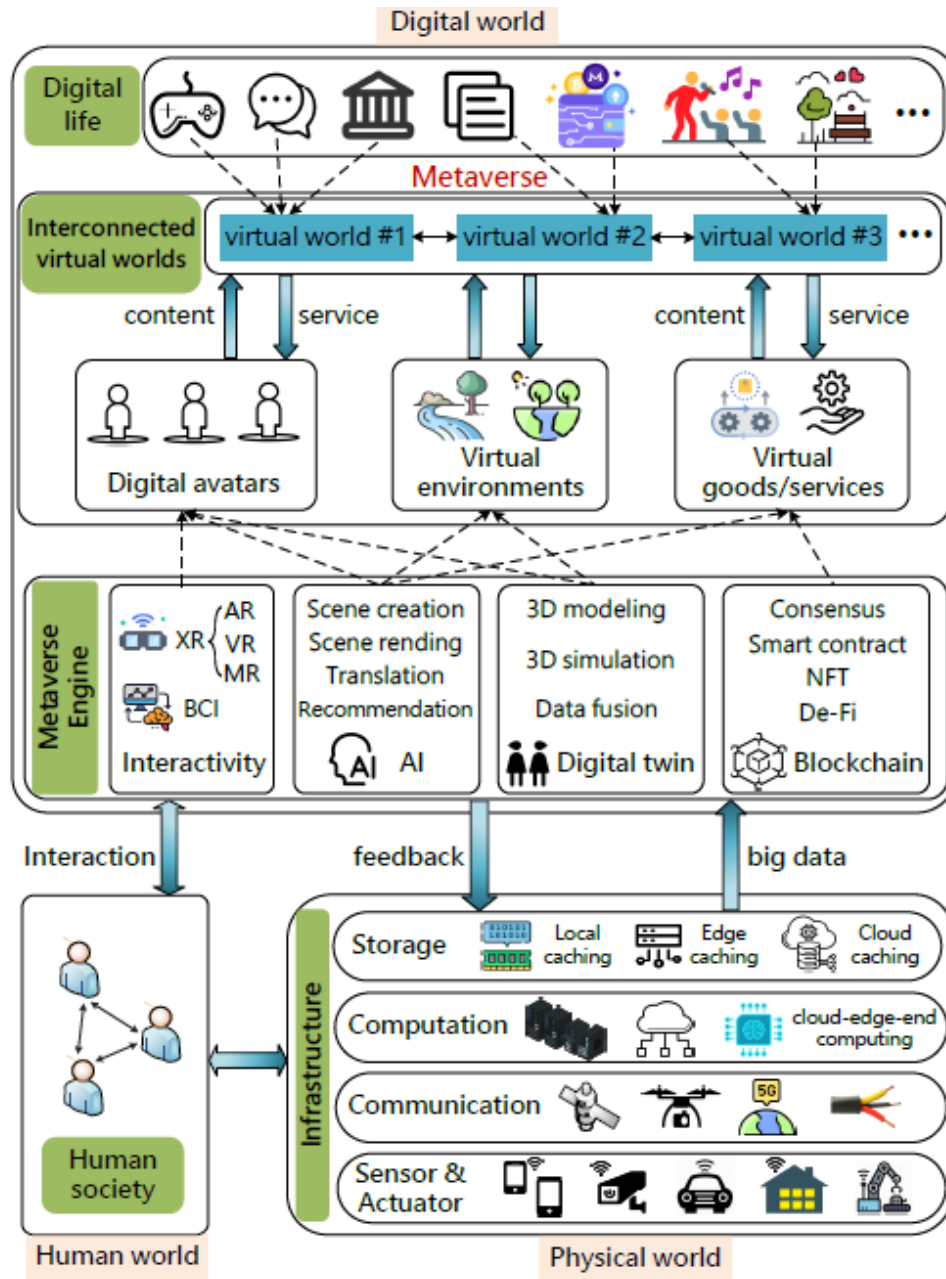 Digital world
Digital
life
Metaverse
Interconnected
virtual worlds
virtual world #1
virtual world #2
virtual world #3
content
service
content
service
Digital avatars
Virtual
environments
Virtual
goods/services
Metaverse
Engine
XR
AR
VR
MR
BCI
Interactivity
Scene creation
Scene rending
Translation
Recommendation
AI
AI
3D modeling
3D simulation
Data fusion
Digital twin
Consensus
Smart contract
NFT
De-Fi
Blockchain
Interaction
feedback
big data
Human
society
Human world
Infrastructure
Storage
010101
101010
Local
caching
Edge
caching
Cloud
caching
Computation
cloud-edge-end
computing
Communication
5G
Sensor &
Actuator
Physical world